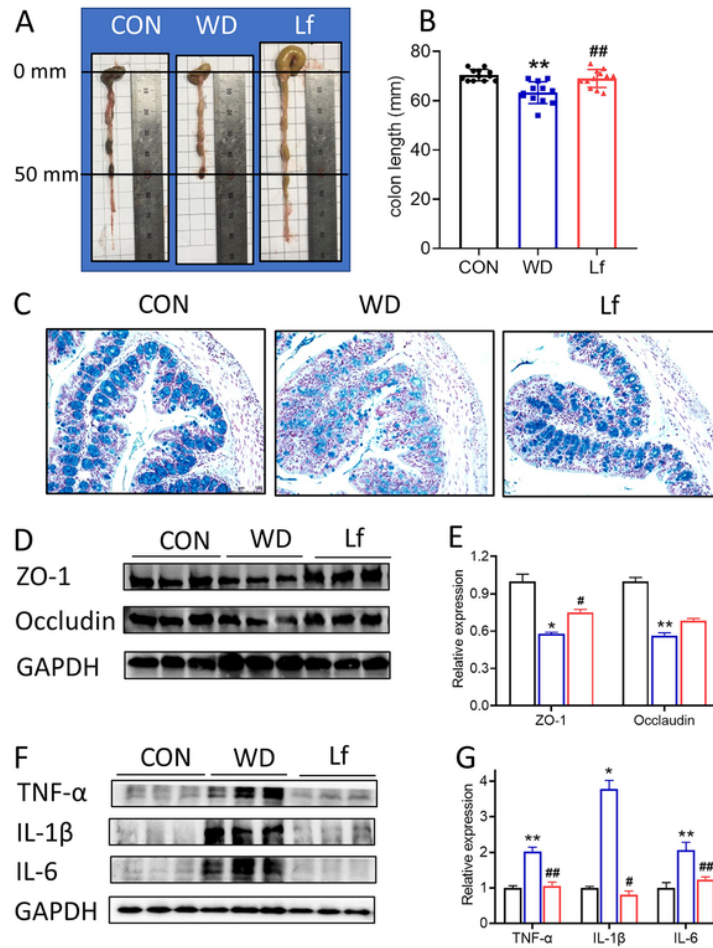 A
CON WD Lf
0 mm
50 mm
B
colon length (mm)
80
60
40
20
0
**
##
CON WD Lf
C
CON WD Lf
D
CON WD Lf
ZO-1
Occludin
GAPDH
E
Relative expression
1.2
0.9
0.6
0.3
0.0
* # **
ZO-1 Occlaudin
F
CON WD Lf
TNF-α
IL-1β
IL-6
GAPDH
G
Relative expression
4
2
1
0
** ## * # ** ##
TNF-α IL-1β IL-6